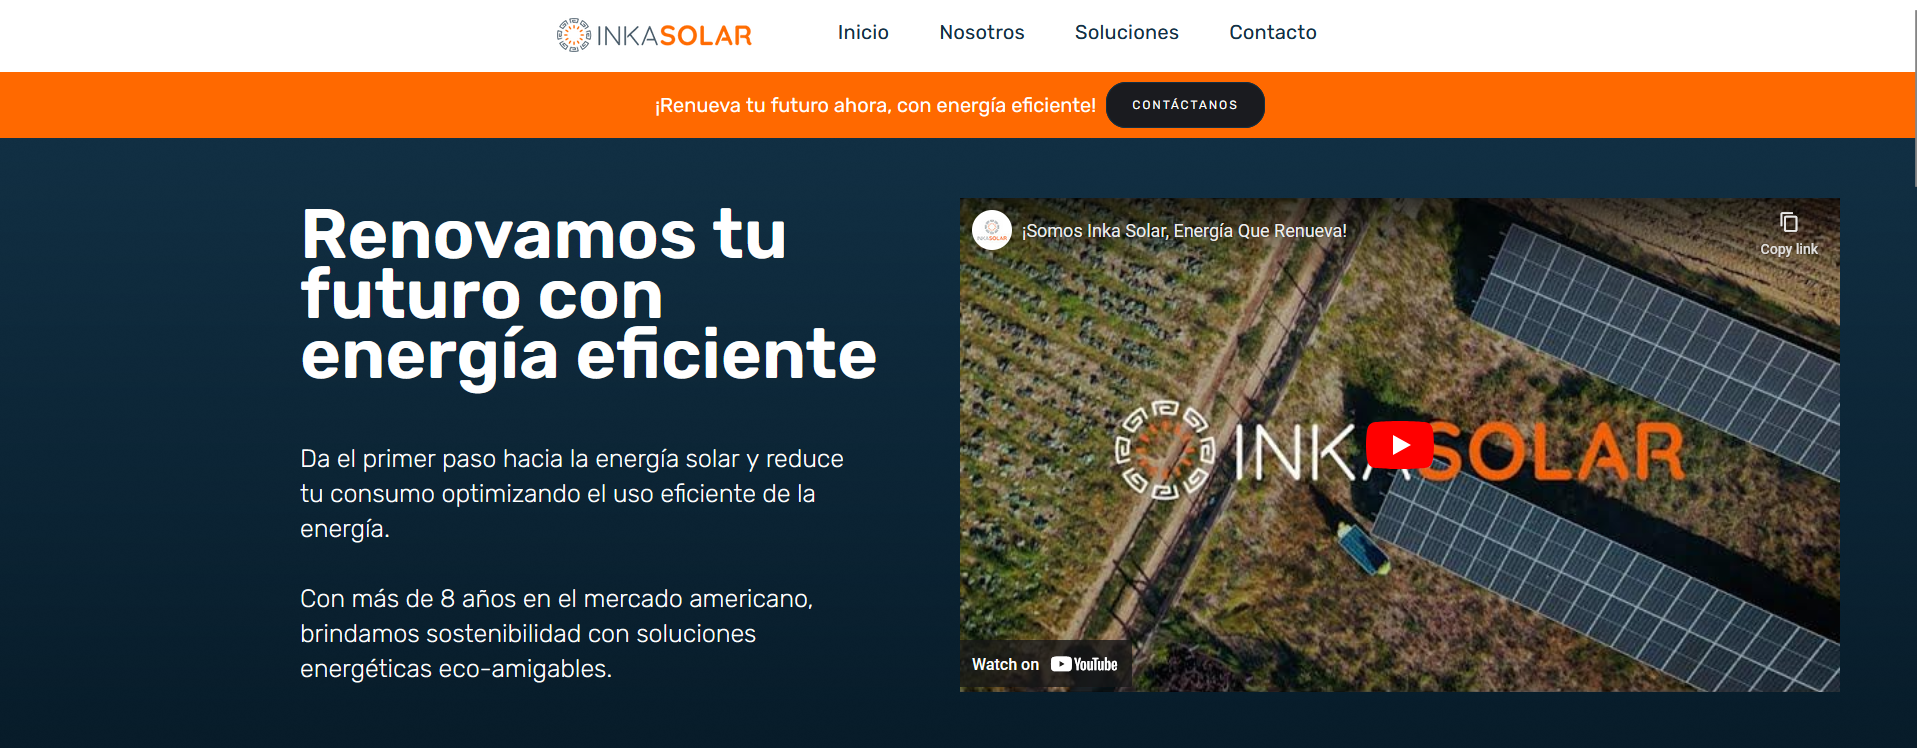 INKASOLAR
Inicio
Nosotros
Soluciones
Contacto
¡Renueva tu futuro ahora, con energía eficiente!
CONTÁCTANOS
Renovamos tu
futuro con
energía eficiente
Da el primer paso hacia la energía solar y reduce
tu consumo optimizando el uso eficiente de la
energía.
Con más de 8 años en el mercado americano,
brindamos sostenibilidad con soluciones
energéticas eco-amigables.
INKASOLAR
¡Somos Inka Solar, Energía Que Renueva!
Copy link
INKASOLAR
Watch on YouTube